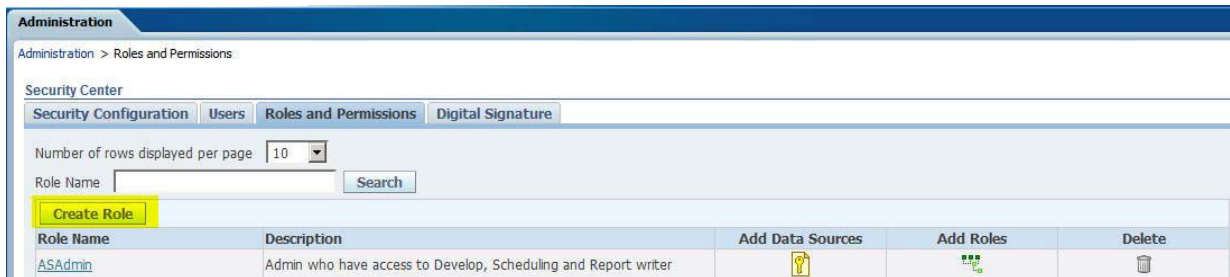 Administration
Administration > Roles and Permissions
Security Center
Security Configuration Users Roles and Permissions Digital Signature
Number of rows displayed per page 10
Role Name Search
Create Role
Role Name Description Add Data Sources Add Roles Delete
ASAdmin Admin who have access to Develop, Scheduling and Report writer